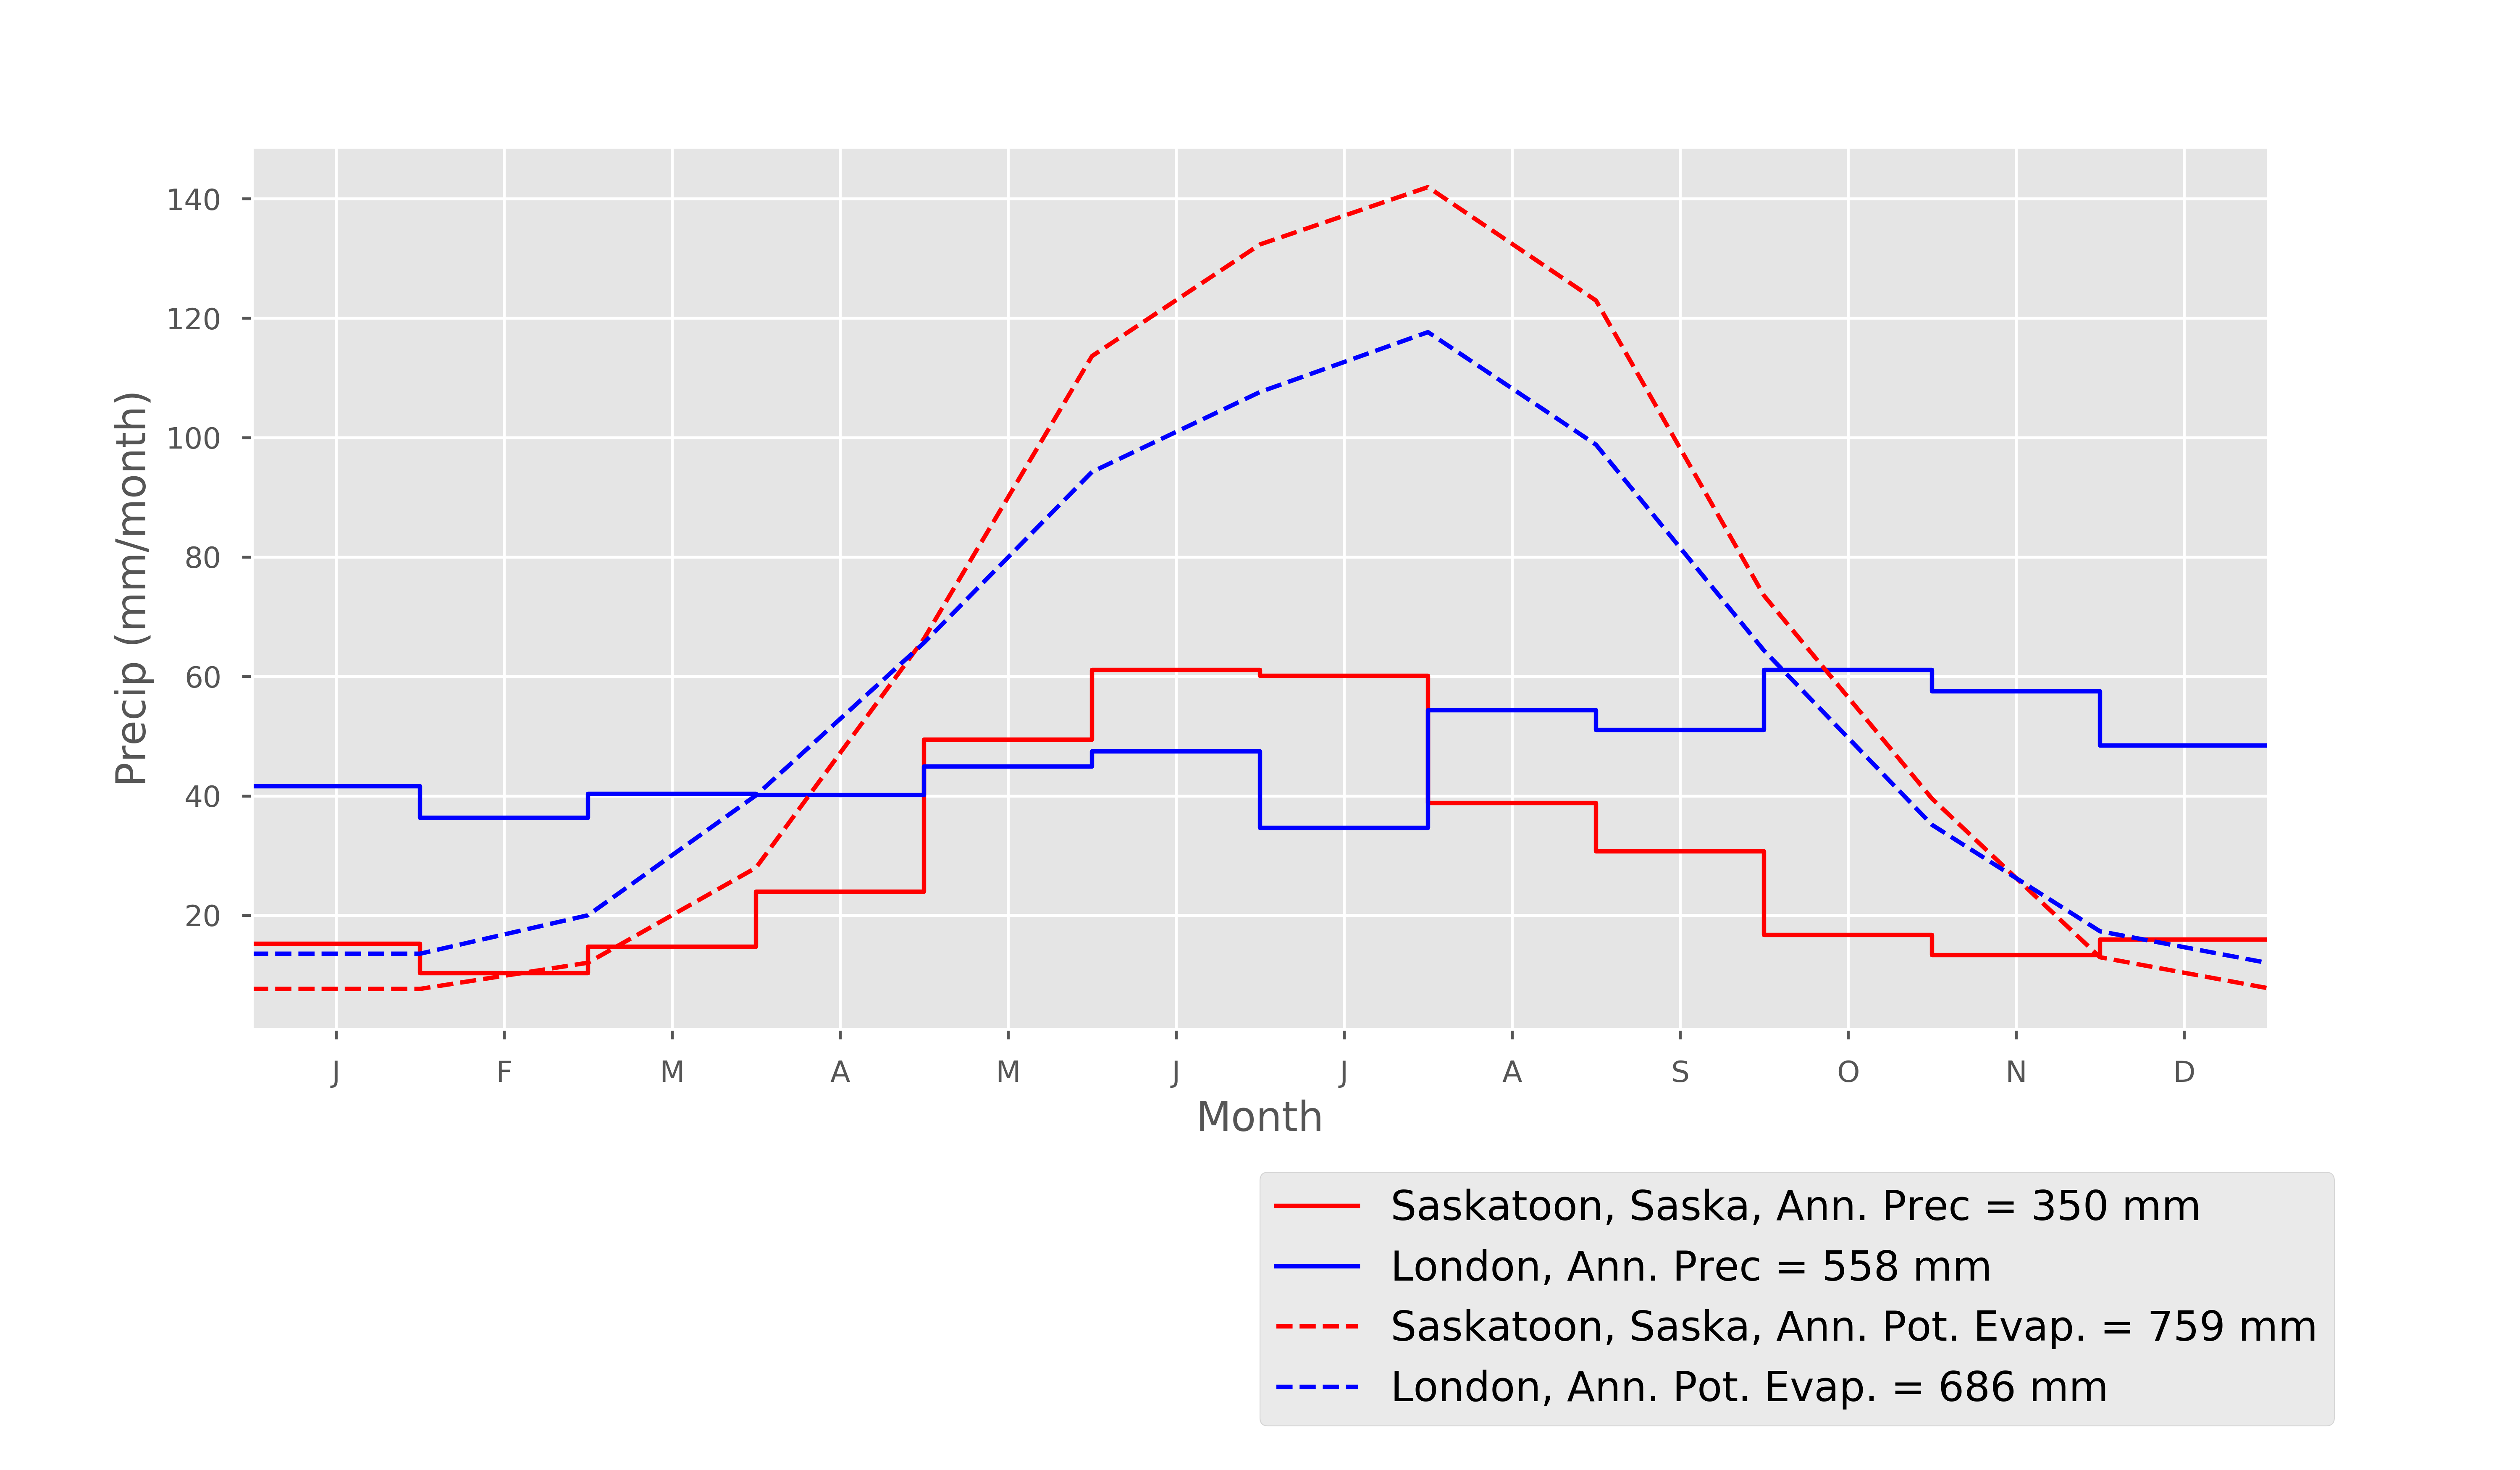 140
120
100
80
60
40
20
Precip (mm/month)
J F M A M J J A S O N D
Month
Saskatoon, Saska, Ann. Prec = 350 mm
London, Ann. Prec = 558 mm
Saskatoon, Saska, Ann. Pot. Evap. = 759 mm
London, Ann. Pot. Evap. = 686 mm